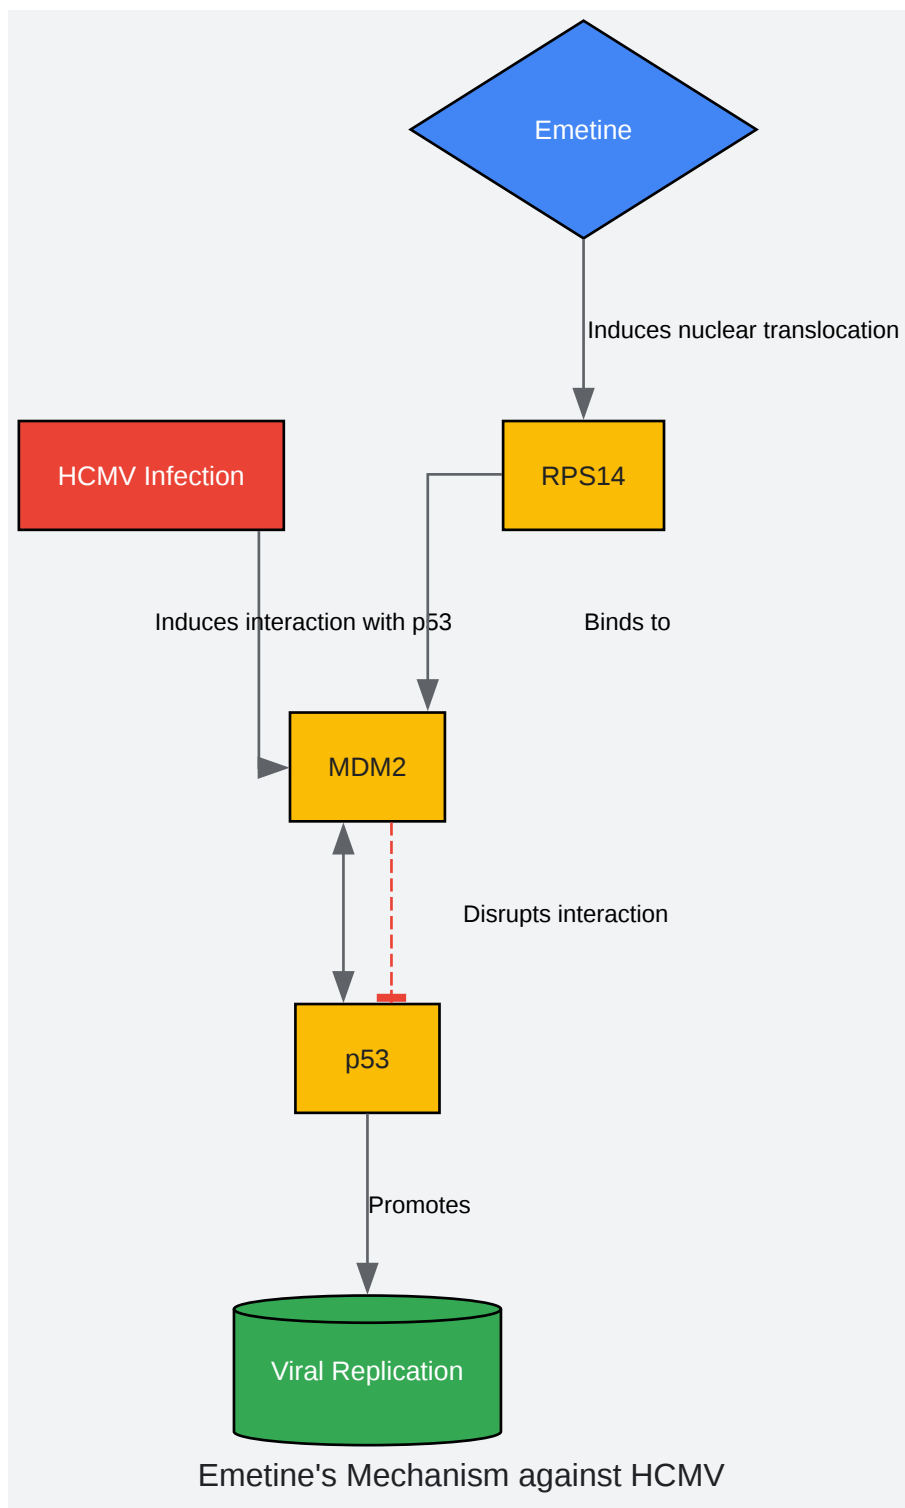 Emetine
Induces nuclear translocation
HCMV Infection
RPS14
Induces interaction with p53
Binds to
MDM2
Disrupts interaction
p53
Promotes
Viral Replication
Emetine's Mechanism against HCMV